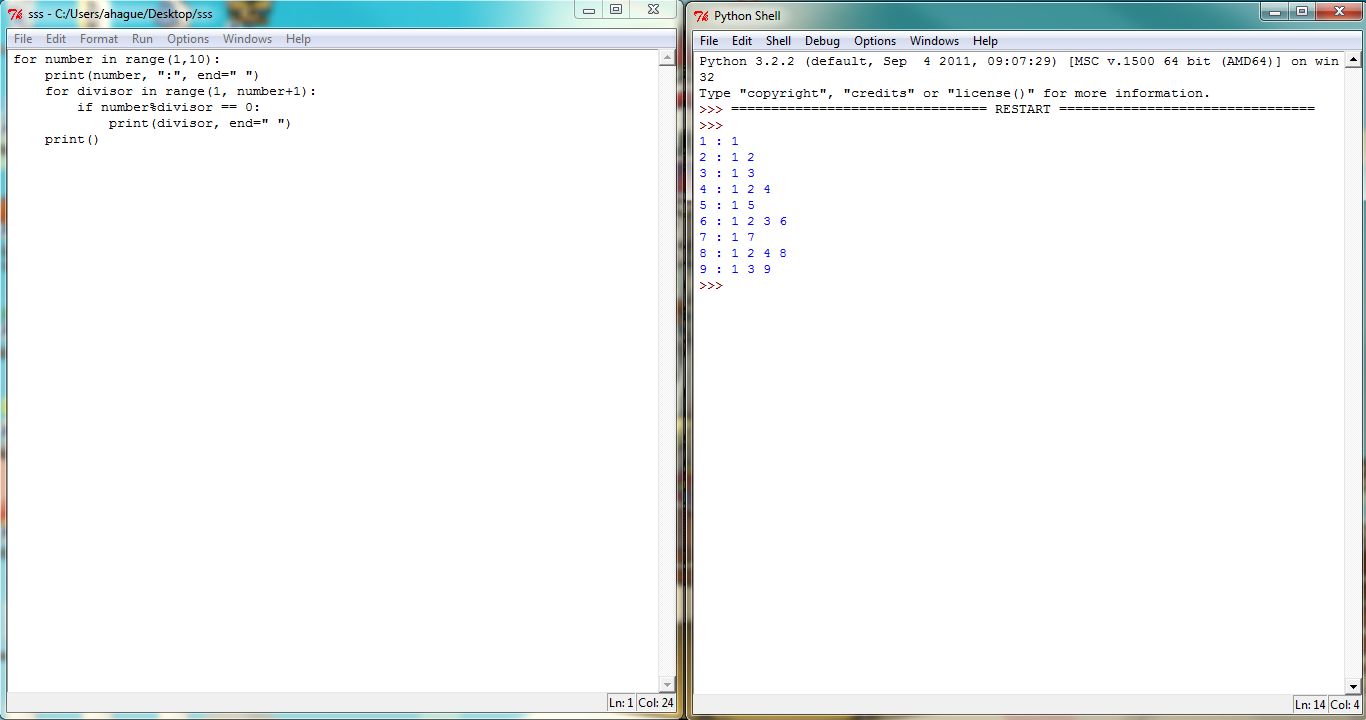 sss - C:/Users/ahague/Desktop/sss
File Edit Format Run Options Windows Help
for number in range(1,10):
    print(number, ":", end=" ")
    for divisor in range(1, number+1):
        if number%divisor == 0:
            print(divisor, end=" ")
    print()
Ln: 1 Col: 24
Python Shell
File Edit Shell Debug Options Windows Help
Python 3.2.2 (default, Sep  4 2011, 09:07:29) [MSC v.1500 64 bit (AMD64)] on win
32
Type "copyright", "credits" or "license()" for more information.
>>> ================================ RESTART ================================
>>>
1 : 1
2 : 1 2
3 : 1 3
4 : 1 2 4
5 : 1 5
6 : 1 2 3 6
7 : 1 7
8 : 1 2 4 8
9 : 1 3 9
>>>
Ln: 14 Col: 4